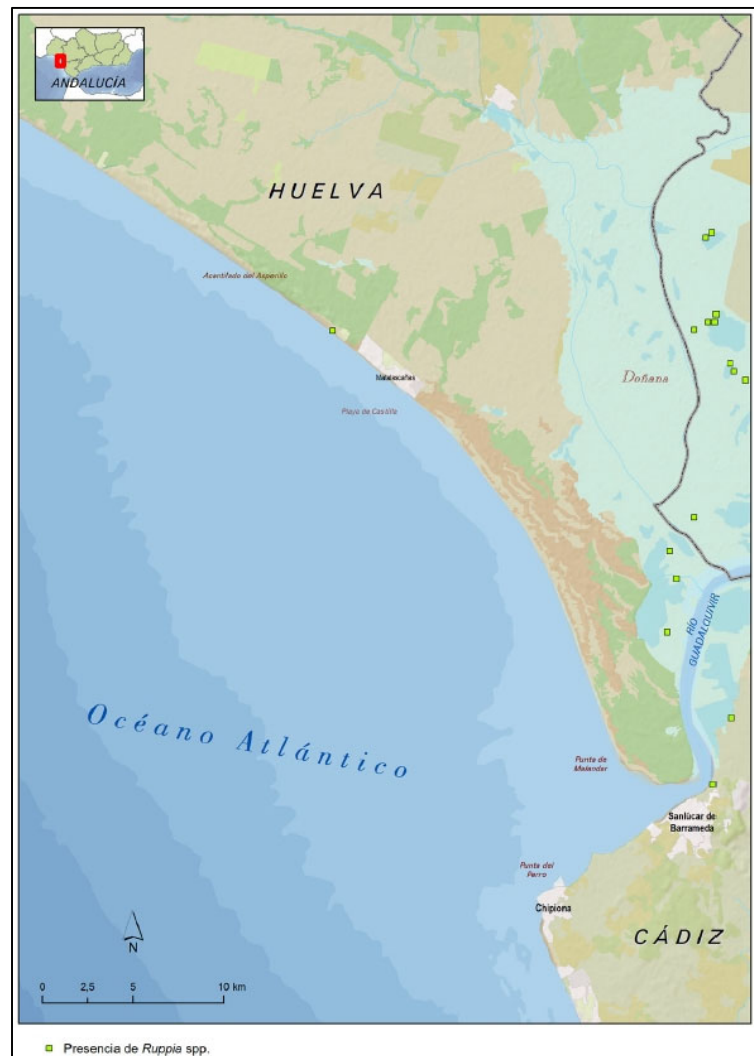 ANDALUCÍA
HUELVA
Acantilado del Asperillo
Matalascañas
Playa de Castilla
Doñana
RÍO
GUADALQUIVIR
Océano Atlántico
Punta de
Malandar
Sanlúcar de
Barrameda
Punta del
Perro
Chipiona
CÁDIZ
N
0 2,5 5 10 km
Presencia de Ruppia spp.